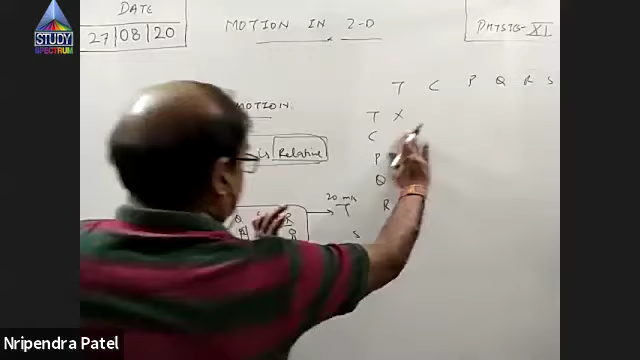 DATE
27/08/20
STUDY
SPECTRUM
MOTION IN 2-D
PHYSICS-XI
MOTION
is Relative
T C P Q R S
T X
C
P
Q
R
S
20 m/s
T
Q R
Nripendra Patel